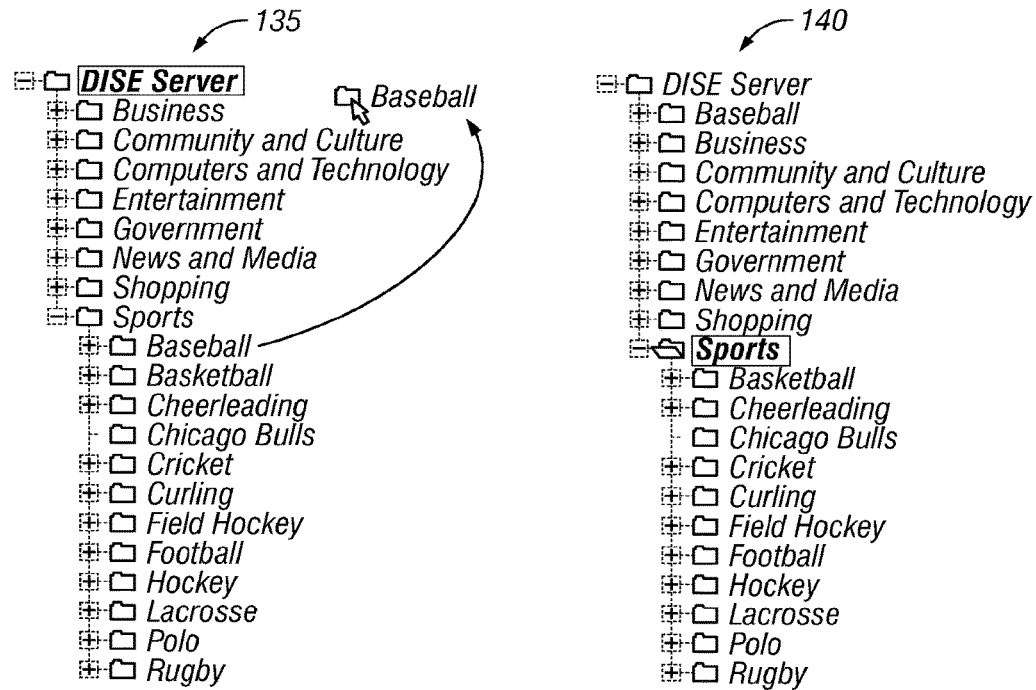 135
DISE Server
Baseball
Business
Community and Culture
Computers and Technology
Entertainment
Government
News and Media
Shopping
Sports
Baseball
Basketball
Cheerleading
Chicago Bulls
Cricket
Curling
Field Hockey
Football
Hockey
Lacrosse
Polo
Rugby
140
DISE Server
Baseball
Business
Community and Culture
Computers and Technology
Entertainment
Government
News and Media
Shopping
Sports
Basketball
Cheerleading
Chicago Bulls
Cricket
Curling
Field Hockey
Football
Hockey
Lacrosse
Polo
Rugby